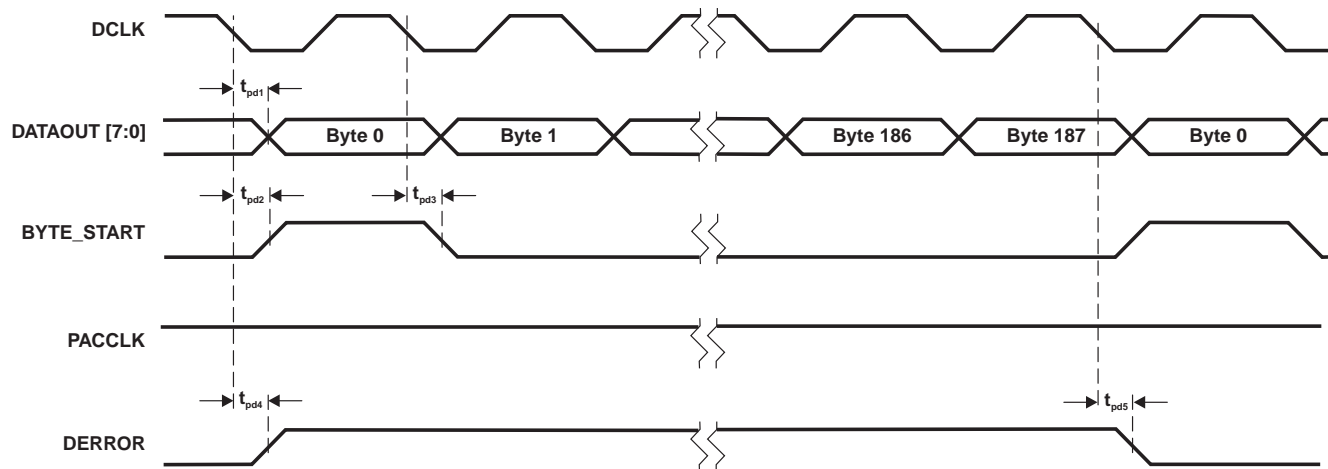 DCLK
tpd1
DATAOUT [7:0] Byte 0 Byte 1 Byte 186 Byte 187 Byte 0
tpd2 tpd3
BYTE_START
PACCLK
tpd4 tpd5
DERROR